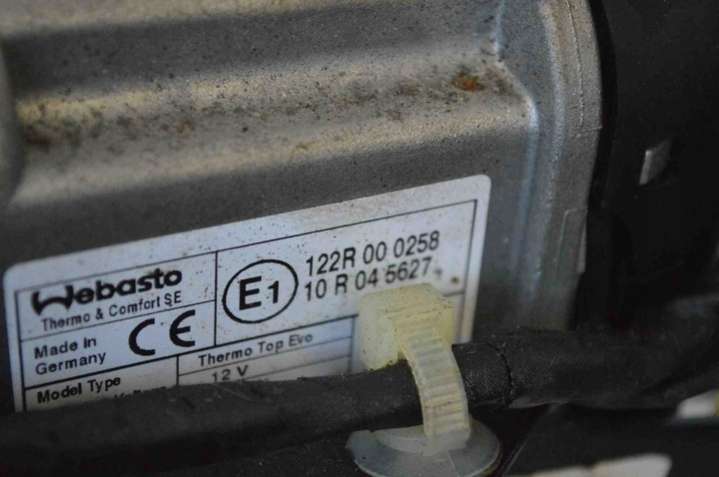 Webasto
Thermo & Comfort SE
Made In
Germany
CE
E1
122R 00 0258
10 R 04 5627
Model Type
Thermo Top Evo
12 V